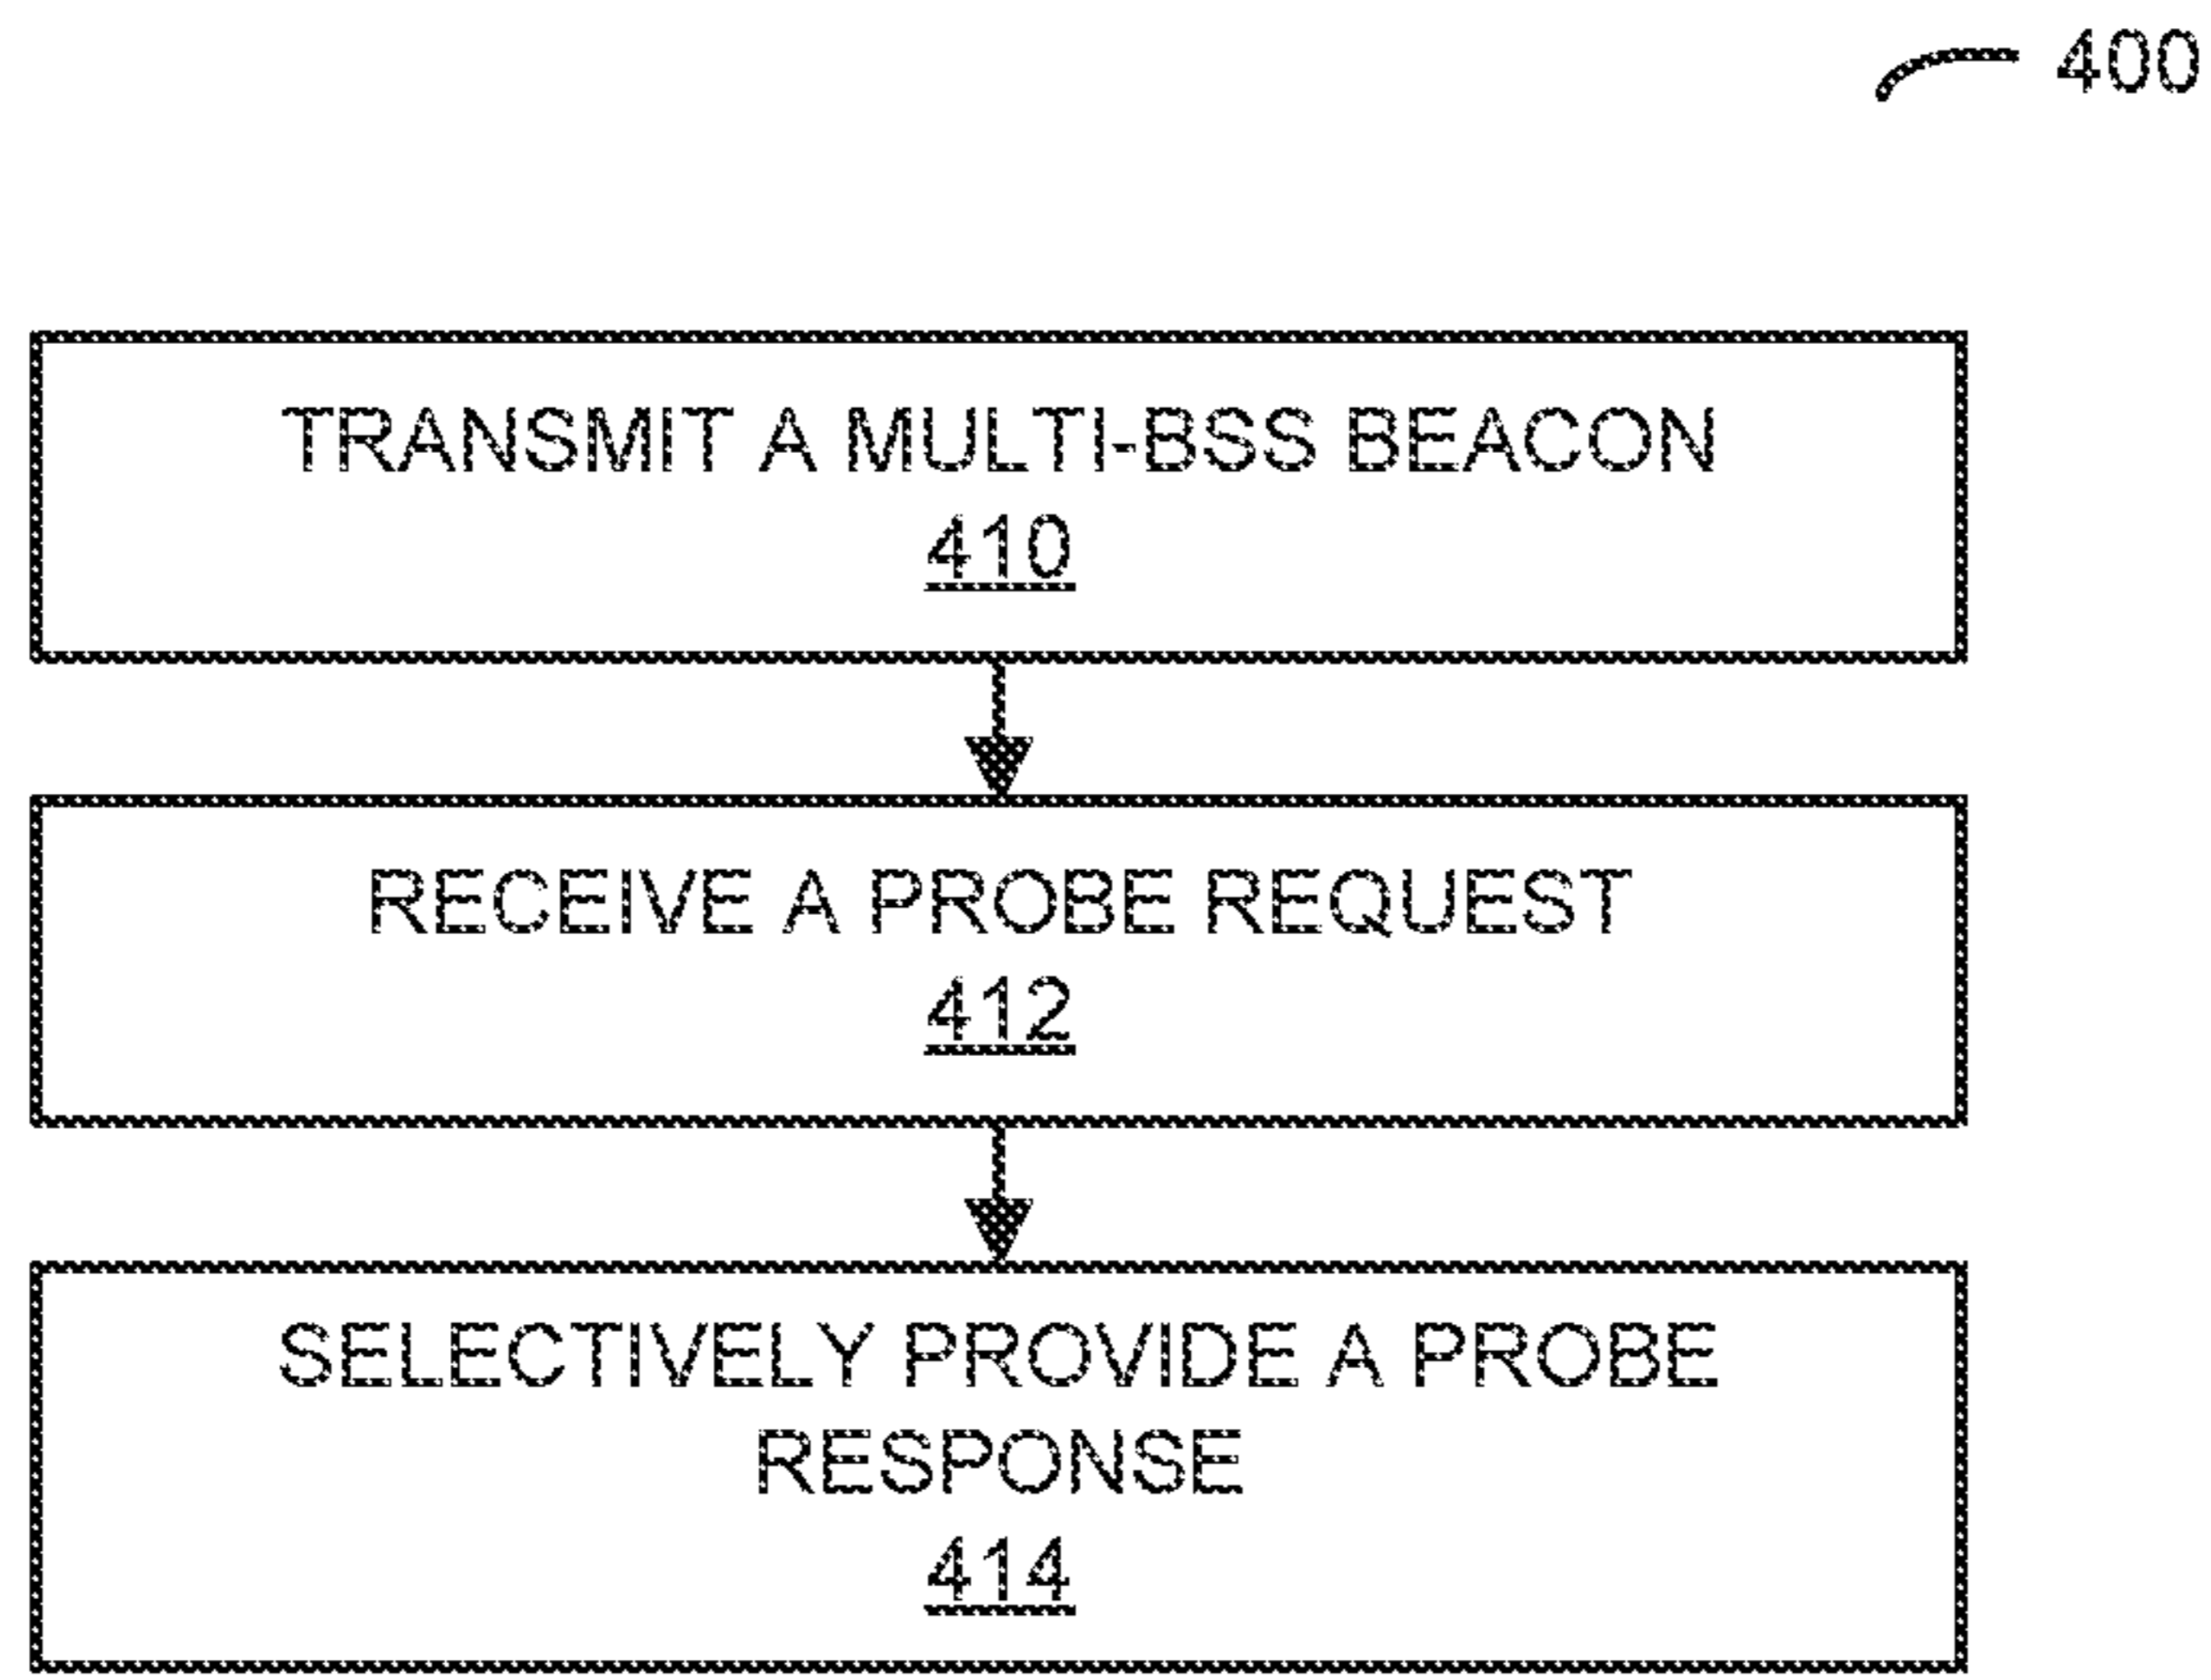 400
TRANSMIT A MULTI-BSS BEACON
410
RECEIVE A PROBE REQUEST
412
SELECTIVELY PROVIDE A PROBE
RESPONSE
414